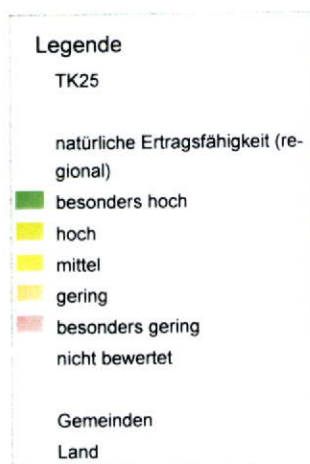 Legende
TK25
natürliche Ertragsfähigkeit (re-
gional)
besonders hoch
hoch
mittel
gering
besonders gering
nicht bewertet
Gemeinden
Land